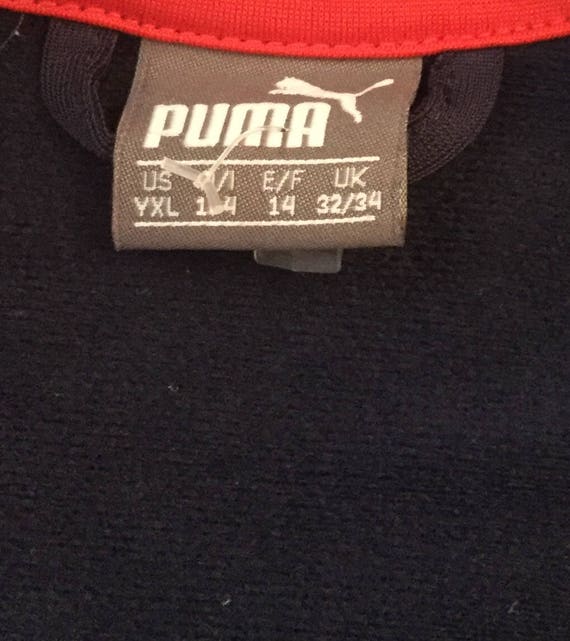 PUMA
US E/F UK
YXL 14 32/34